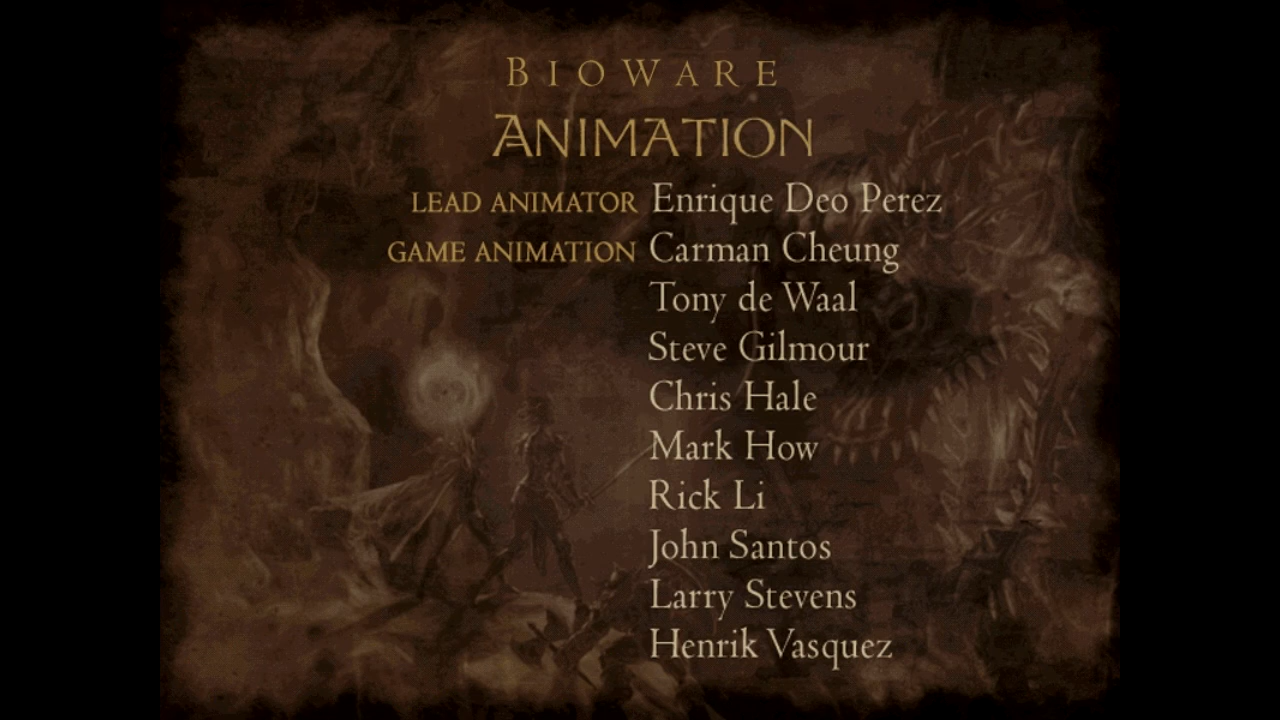 BIOWARE
ANIMATION
LEAD ANIMATOR Enrique Deo Perez
GAME ANIMATION Carman Cheung
Tony de Waal
Steve Gilmour
Chris Hale
Mark How
Rick Li
John Santos
Larry Stevens
Henrik Vasquez